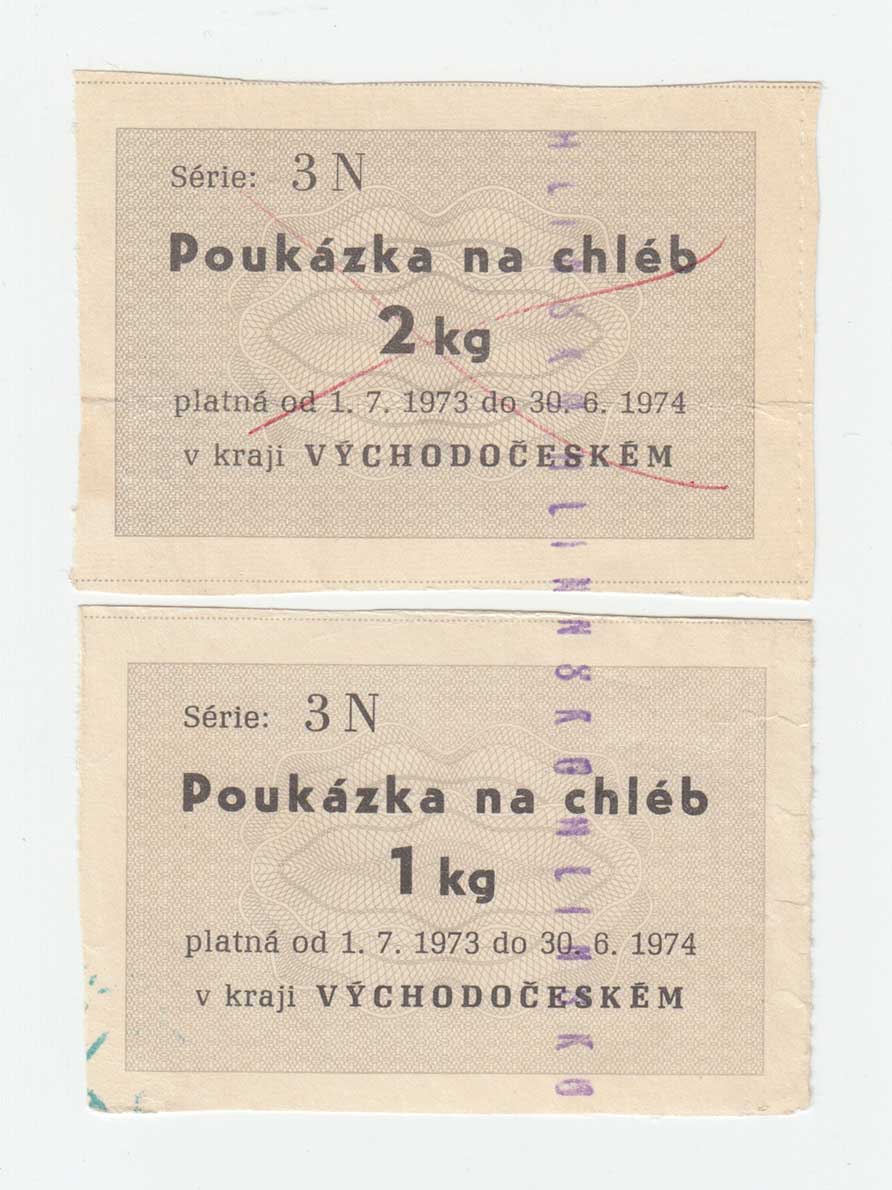 Série: 3 N
Poukázka na chléb
2 kg
platná od 1. 7. 1973 do 30. 6. 1974
v kraji VÝCHODOČESKÉM
Série: 3 N
Poukázka na chléb
1 kg
platná od 1. 7. 1973 do 30. 6. 1974
v kraji VÝCHODOČESKÉM